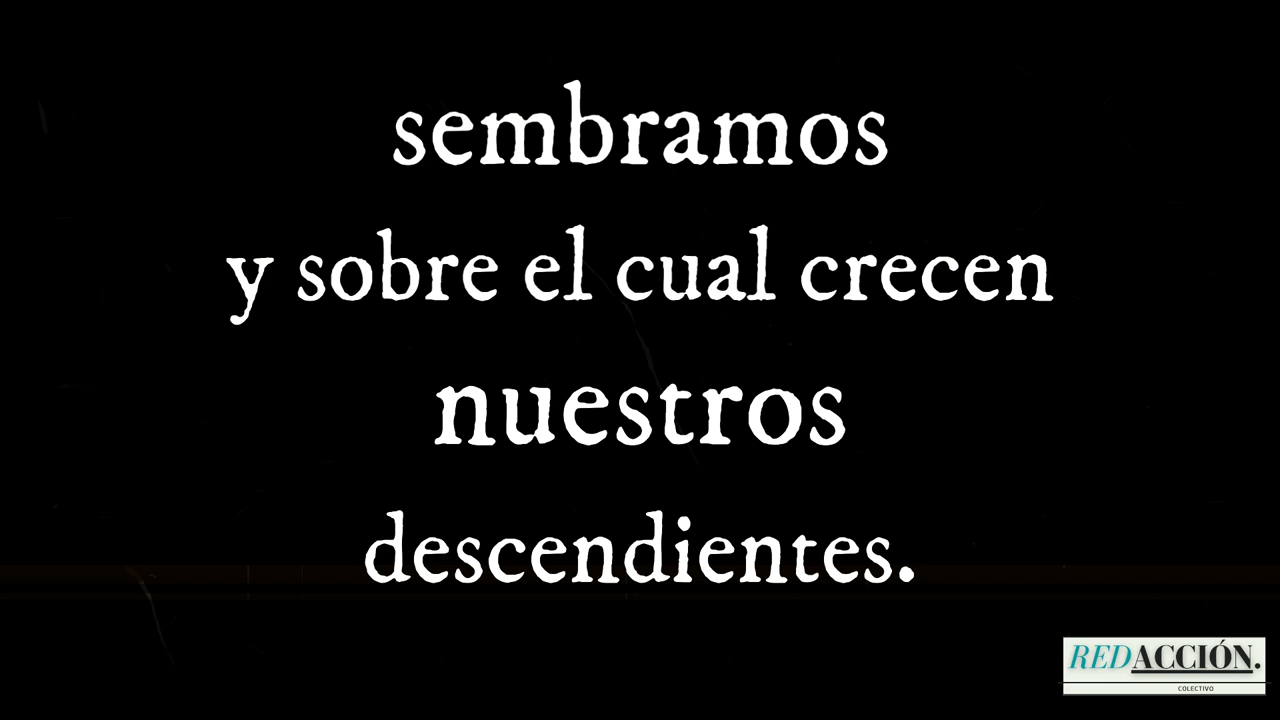 sembramos
y sobre el cual crecen
nuestros
descendientes.
REDACCIÓN.
COLECTIVO